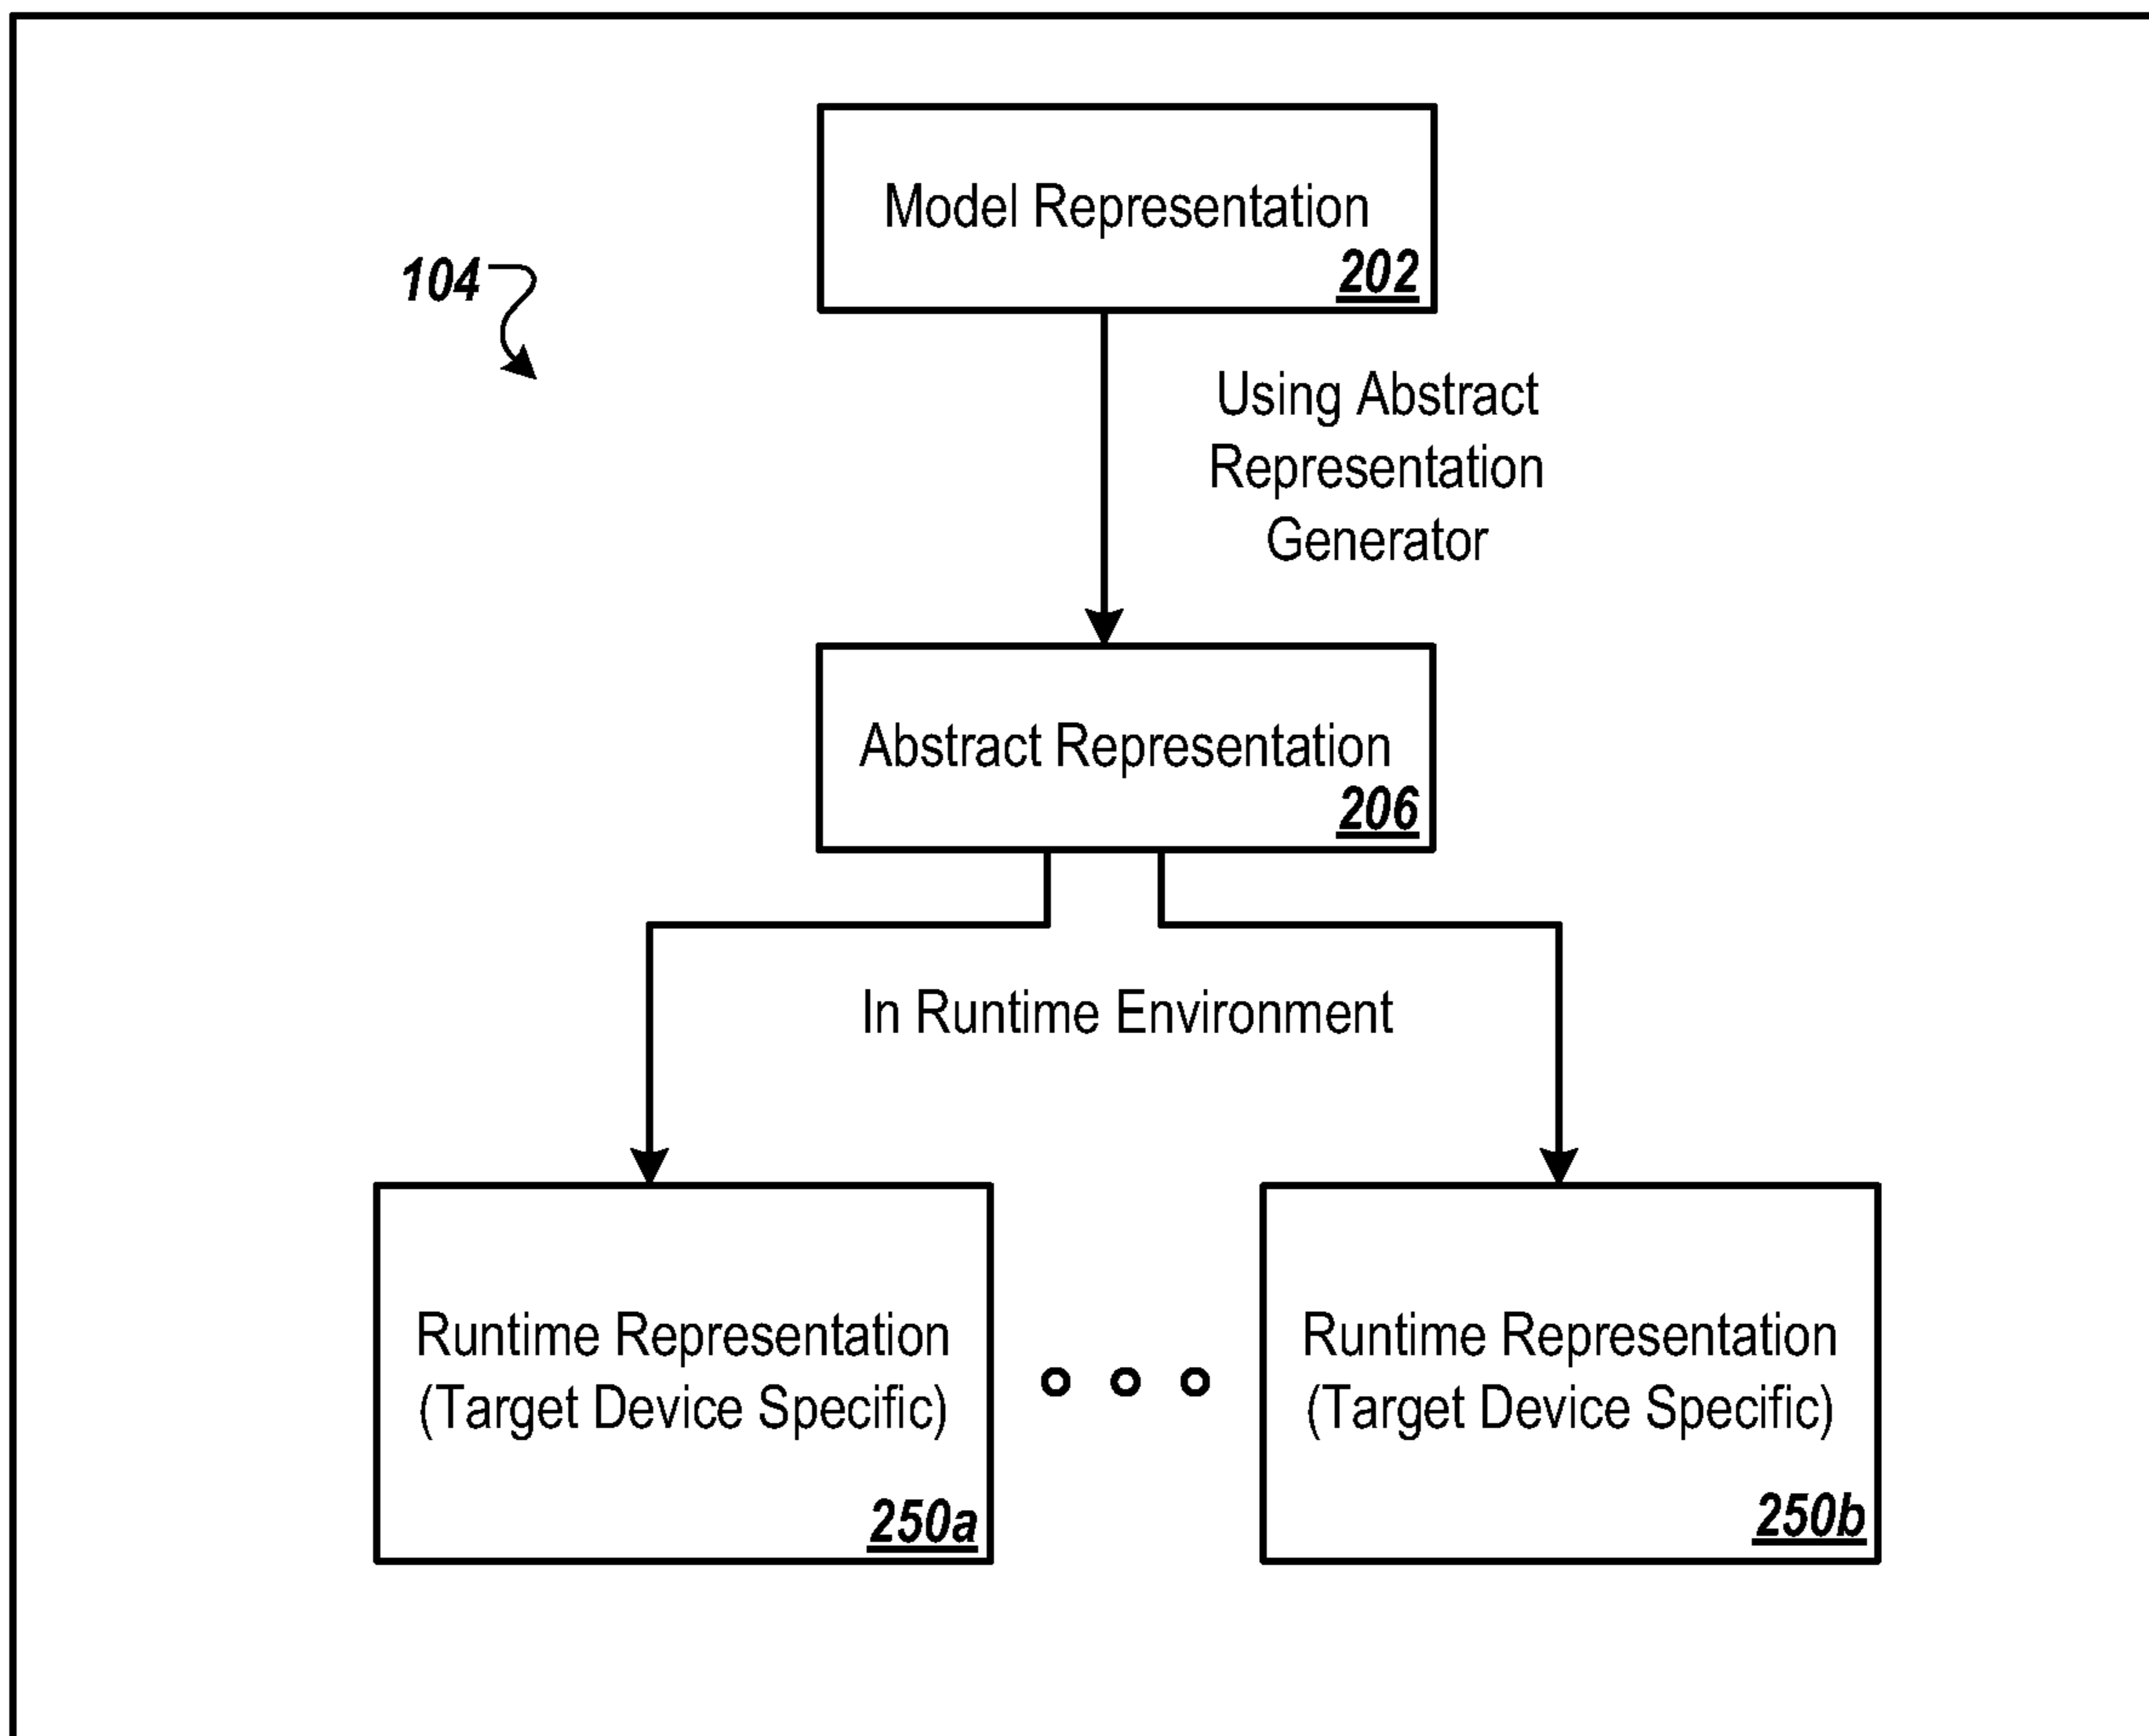 Model Representation
202
104
Using Abstract
Representation
Generator
Abstract Representation
206
In Runtime Environment
Runtime Representation
(Target Device Specific)
250a
Runtime Representation
(Target Device Specific)
250b